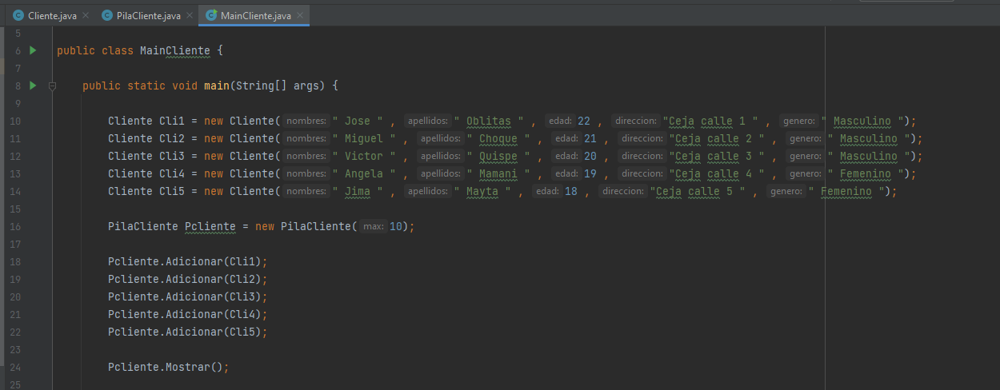 Cliente.java × PilaCliente.java × MainCliente.java ×
5
6 public class MainCliente {
7
8 public static void main(String[] args) {
9
10 Cliente Cli1 = new Cliente( nombres: " Jose " , apellidos: " Oblitas " , edad: 22 , direccion: "Ceja calle 1 " , genero: " Masculino ");
11 Cliente Cli2 = new Cliente( nombres: " Miguel " , apellidos: " Choque " , edad: 21 , direccion: "Ceja calle 2 " , genero: " Masculino ");
12 Cliente Cli3 = new Cliente( nombres: " Victor " , apellidos: " Quispe " , edad: 20 , direccion: "Ceja calle 3 " , genero: " Masculino ");
13 Cliente Cli4 = new Cliente( nombres: " Angela " , apellidos: " Mamani " , edad: 19 , direccion: "Ceja calle 4 " , genero: " Femenino ");
14 Cliente Cli5 = new Cliente( nombres: " Jima " , apellidos: " Mayta " , edad: 18 , direccion: "Ceja calle 5 " , genero: " Femenino ");
15
16 PilaCliente Pcliente = new PilaCliente( max: 10);
17
18 Pcliente.Adicionar(Cli1);
19 Pcliente.Adicionar(Cli2);
20 Pcliente.Adicionar(Cli3);
21 Pcliente.Adicionar(Cli4);
22 Pcliente.Adicionar(Cli5);
23
24 Pcliente.Mostrar();
25